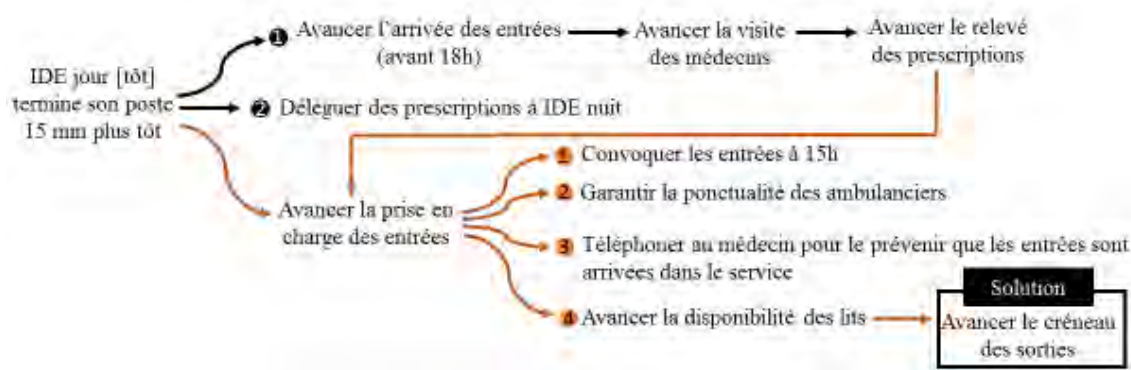 IDE jour [tôt]
termine son poste
15 mm plus tôt
1 Avancer l'arrivée des entrées
(avant 18h)
Avancer la visite
des médecins
Avancer le relevé
des prescriptions
2 Déléguer des prescriptions à IDE nuit
Avancer la prise en
charge des entrées
1 Convoquer les entrées à 15h
2 Garantir la ponctualité des ambulanciers
3 Téléphoner au médecin pour le prévenir que les entrées sont
arrivées dans le service
4 Avancer la disponibilité des lits
Solution
Avancer le créneau
des sorties